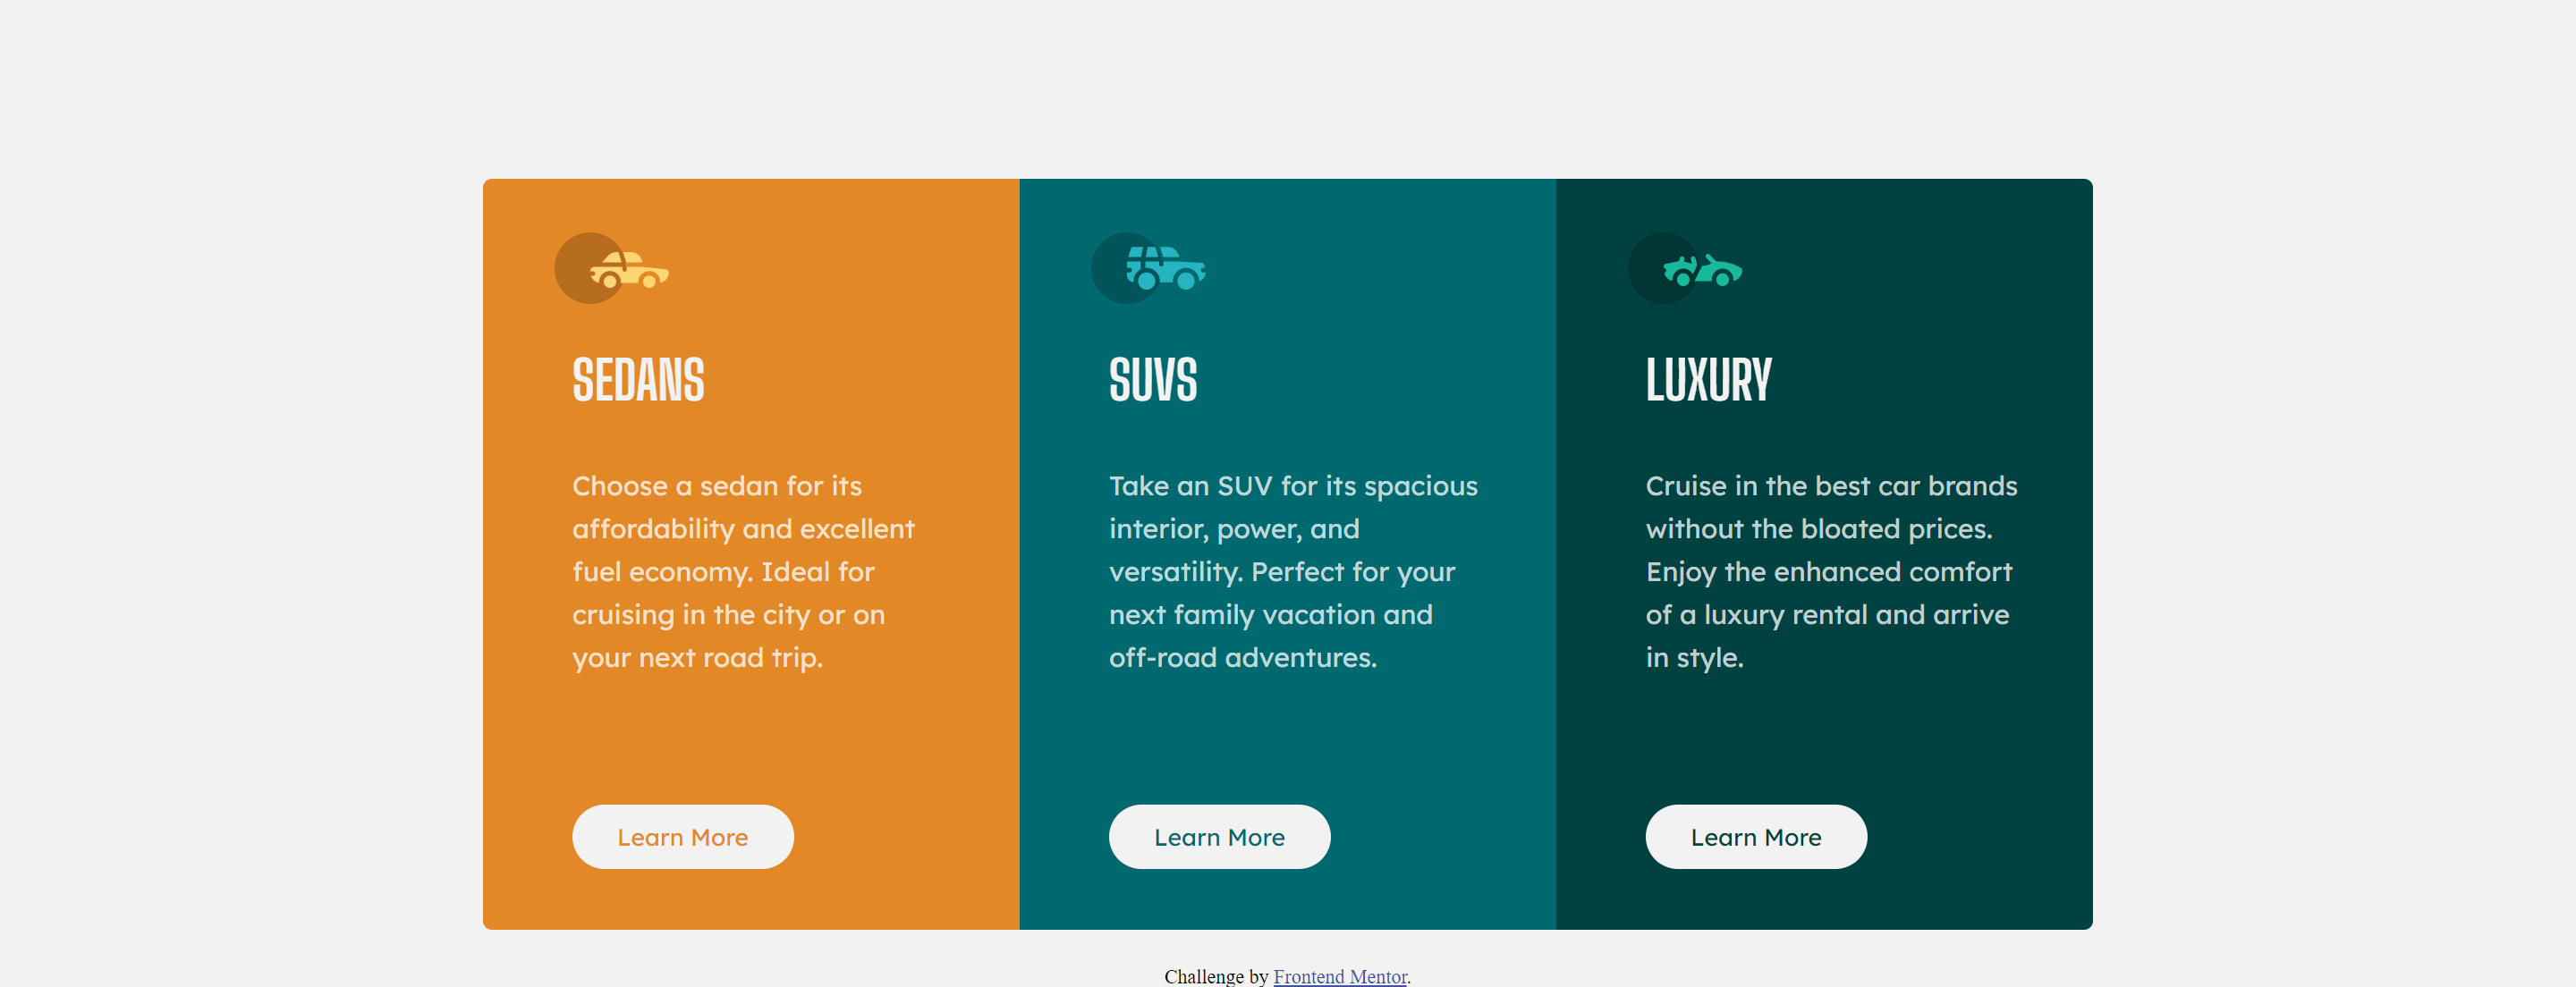 SEDANS
Choose a sedan for its
affordability and excellent
fuel economy. Ideal for
cruising in the city or on
your next road trip.
Learn More
SUVS
Take an SUV for its spacious
interior, power, and
versatility. Perfect for your
next family vacation and
off-road adventures.
Learn More
LUXURY
Cruise in the best car brands
without the bloated prices.
Enjoy the enhanced comfort
of a luxury rental and arrive
in style.
Learn More
Challenge by Frontend Mentor.